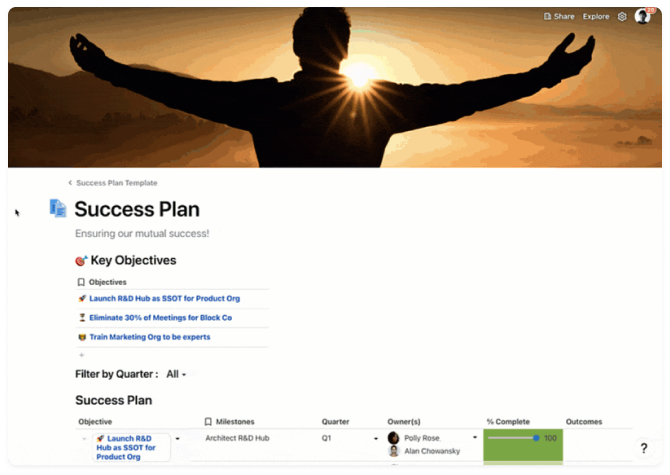 Share Explore
Success Plan Template
Success Plan
Ensuring our mutual success!
Key Objectives
Objectives
Launch R&D Hub as SSOT for Product Org
Eliminate 30% of Meetings for Block Co
Train Marketing Org to be experts
+
Filter by Quarter : All
Success Plan
Objective Milestones Quarter Owner(s) % Complete Outcomes
Launch R&D Architect R&D Hub Q1 Polly Rose 100
Hub as SSOT for Alan Chowansky
Product Org
?